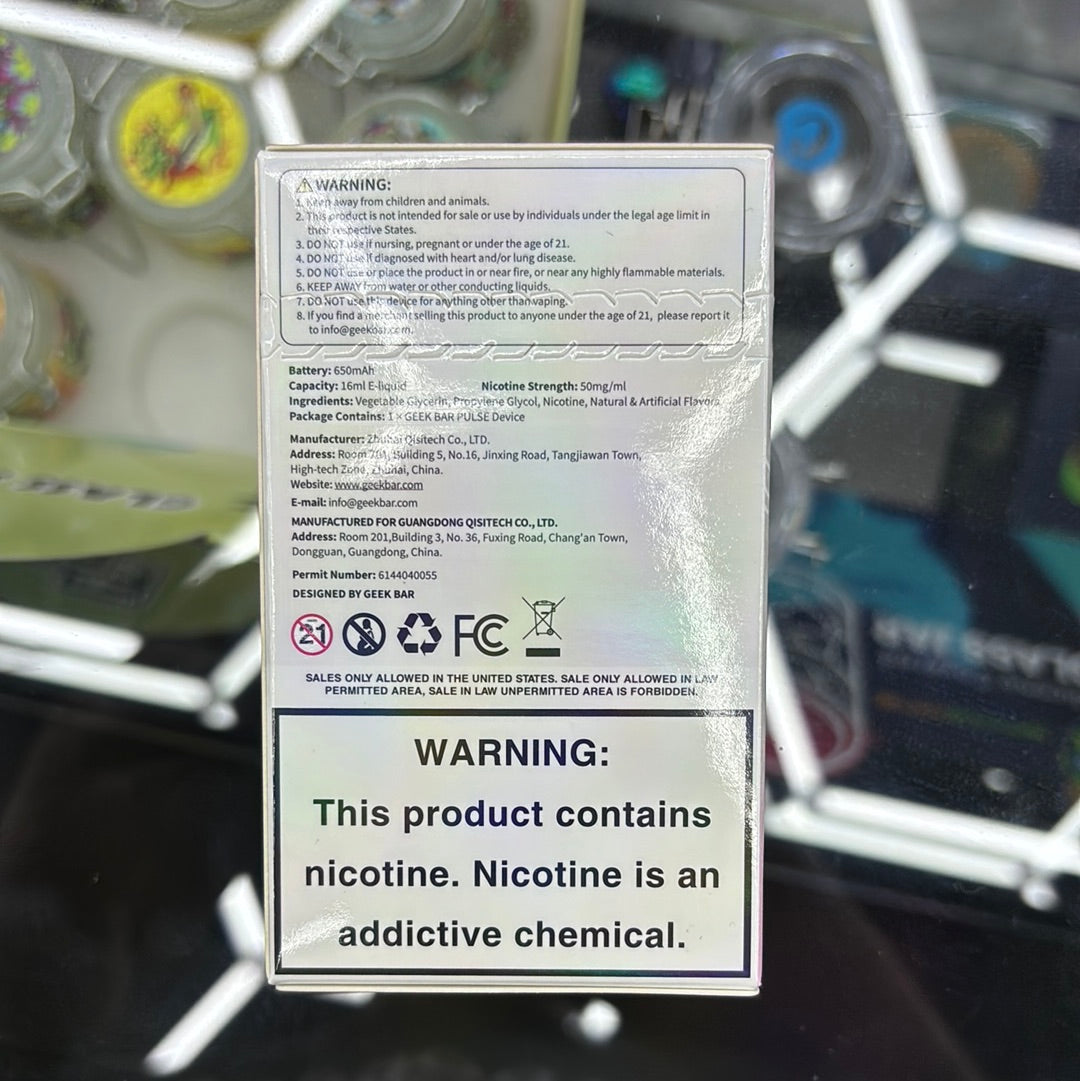 ⚠ WARNING:
1. Keep away from children and animals.
2. This product is not intended for sale or use by individuals under the legal age limit in
their respective States.
3. DO NOT use if nursing, pregnant or under the age of 21.
4. DO NOT use if diagnosed with heart and/or lung disease.
5. DO NOT use or place the product in or near fire, or near any highly flammable materials.
6. KEEP AWAY from water or other conducting liquids.
7. DO NOT use this device for anything other than vaping.
8. If you find a merchant selling this product to anyone under the age of 21, please report it
to info@geekbar.com.
Battery: 650mAh
Capacity: 16ml E-liquid Nicotine Strength: 50mg/ml
Ingredients: Vegetable Glycerin, Propylene Glycol, Nicotine, Natural & Artificial Flavors
Package Contains: 1 × GEEK BAR PULSE Device
Manufacturer: Zhuhai Qisitech Co., LTD.
Address: Room 701, Building 5, No.16, Jinxing Road, Tangjiawan Town,
High-tech Zone, Zhuhai, China.
Website: www.geekbar.com
E-mail: info@geekbar.com
MANUFACTURED FOR GUANGDONG QISITECH CO., LTD.
Address: Room 201,Building 3, No. 36, Fuxing Road, Chang'an Town,
Dongguan, Guangdong, China.
Permit Number: 6144040055
DESIGNED BY GEEK BAR
21 FC
SALES ONLY ALLOWED IN THE UNITED STATES. SALE ONLY ALLOWED IN LAW
PERMITTED AREA, SALE IN LAW UNPERMITTED AREA IS FORBIDDEN.
WARNING:
This product contains
nicotine. Nicotine is an
addictive chemical.